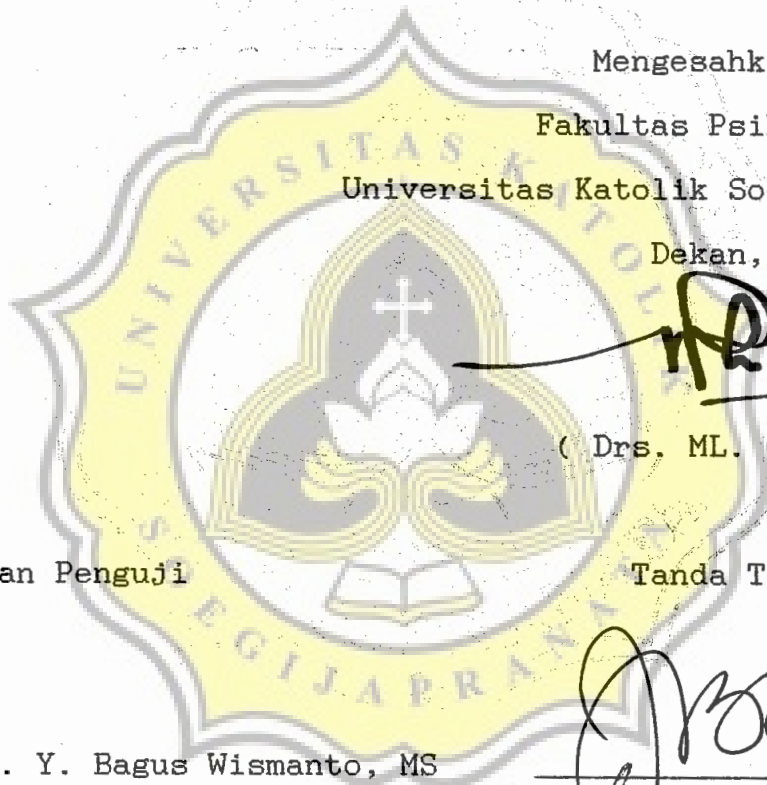 Mengesahk
Fakultas Psi
Universitas Katolik So
Dekan,
( Drs. ML.
an Penguji
Tanda T
. Y. Bagus Wismanto, MS
UNIVERSITAS KATOLIK
SOEGIJAPRANATA